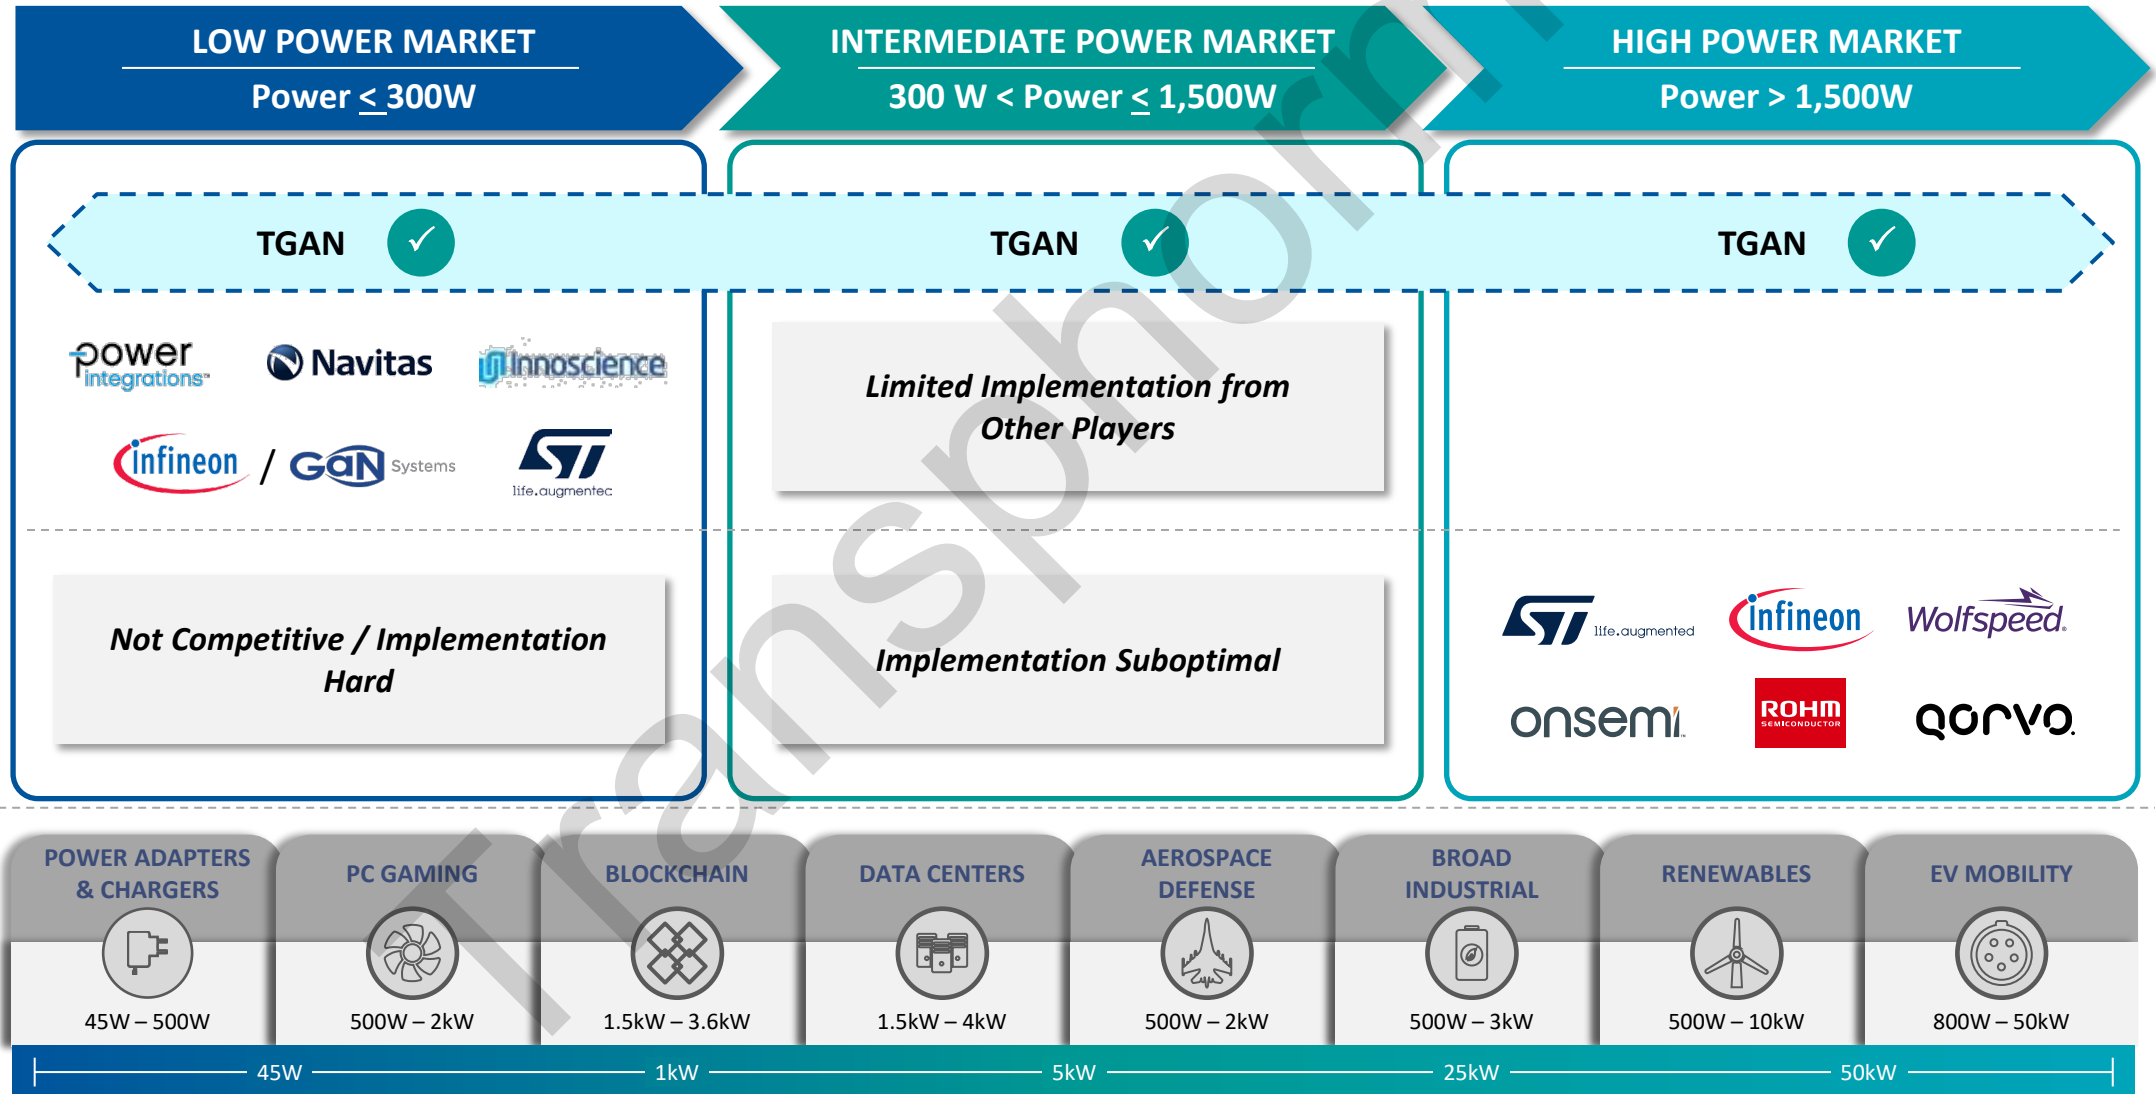 LOW POWER MARKET
Power < 300W
INTERMEDIATE POWER MARKET
300 W < Power < 1,500W
HIGH POWER MARKET
Power > 1,500W
TGAN
TGAN
TGAN
power
integrations™
Navitas
Innoscience
infineon / GaN Systems
ST
life.augmented
Limited Implementation from
Other Players
Not Competitive / Implementation
Hard
Implementation Suboptimal
ST life.augmented
infineon
Wolfspeed®
onsemi™
ROHM
SEMICONDUCTOR
QORVO
POWER ADAPTERS
& CHARGERS
45W – 500W
PC GAMING
500W – 2kW
BLOCKCHAIN
1.5kW – 3.6kW
DATA CENTERS
1.5kW – 4kW
AEROSPACE
DEFENSE
500W – 2kW
BROAD
INDUSTRIAL
500W – 3kW
RENEWABLES
500W – 10kW
EV MOBILITY
800W – 50kW
45W 1kW 5kW 25kW 50kW
Transphorm